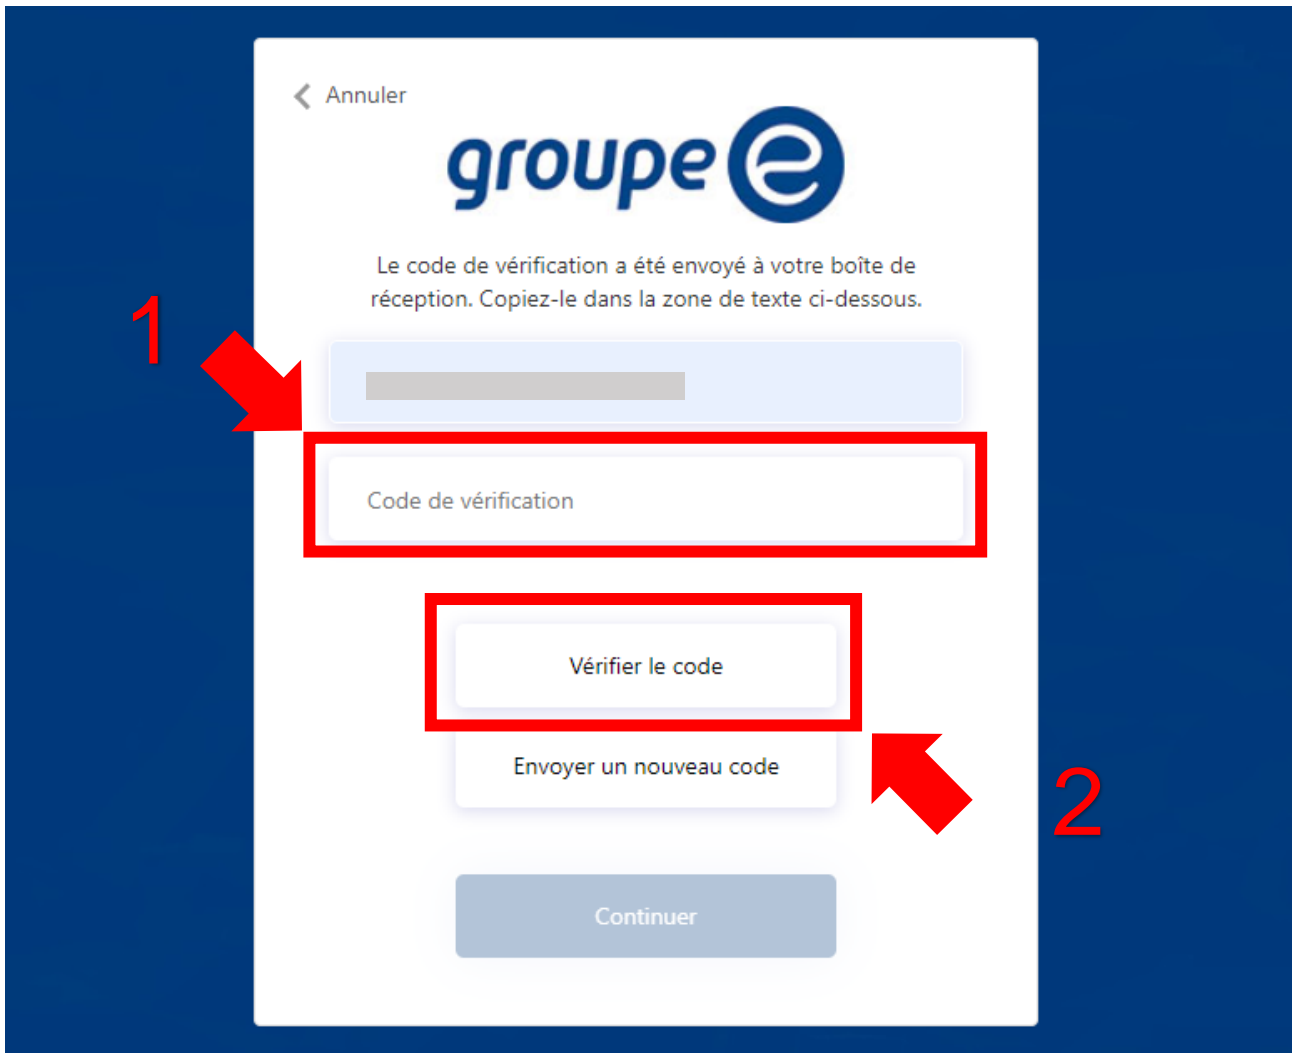 Annuler
groupe e
Le code de vérification a été envoyé à votre boîte de
réception. Copiez-le dans la zone de texte ci-dessous.
1
Code de vérification
Vérifier le code
Envoyer un nouveau code
2
Continuer